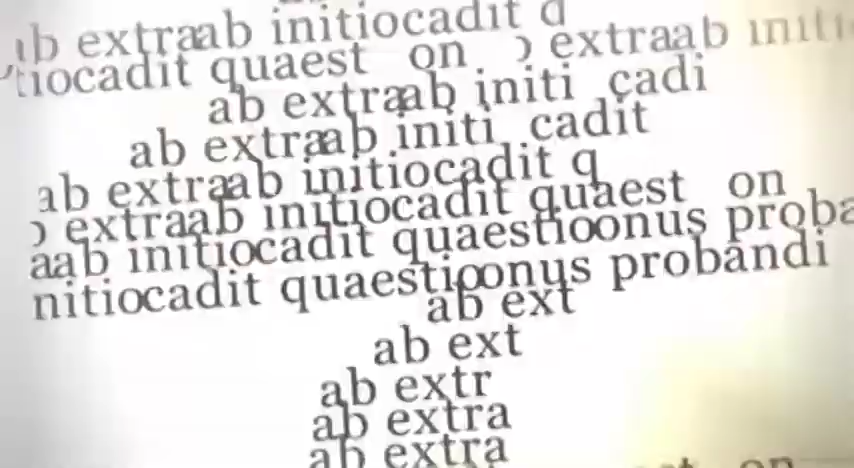 ab extraab initiocadit q
tiocadit quaest on extraab initi
ab extraab initi cadi
ab extraab initi cadit
ab extraab initiocadit q
extraab initiocadit quaest on
aab initiocadit quaestioonus proba
nitiocadit quaestioonus probandi
ab ext
ab ext
ab extr
ab extra
ab extra